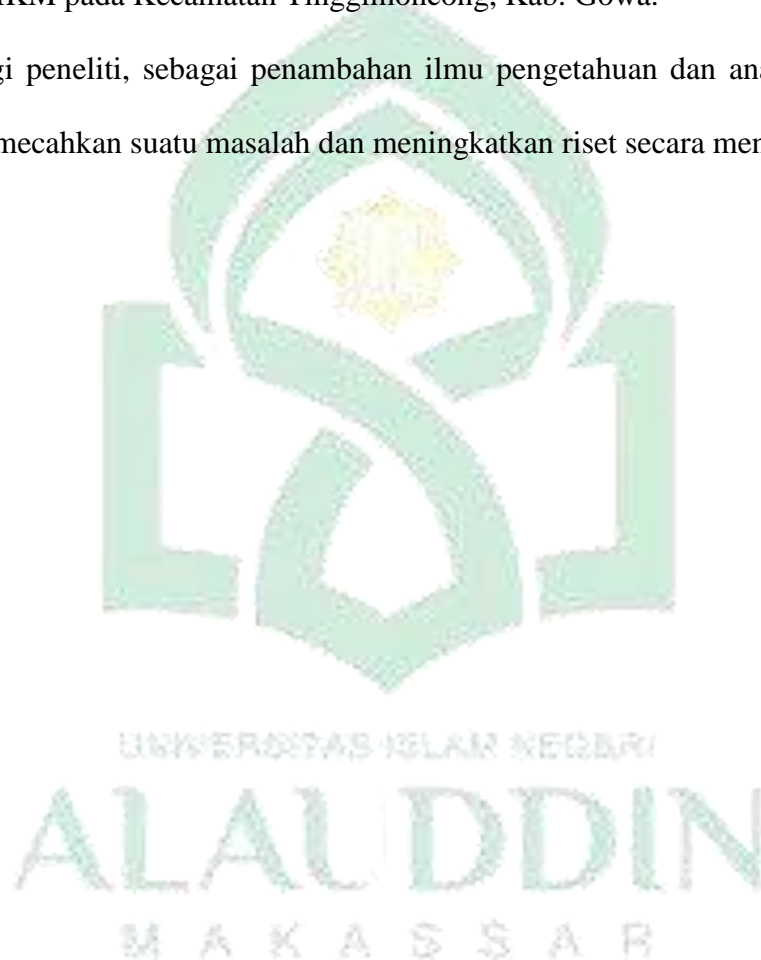 pada Kecamatan Tinggimoncong, Kab. Gowa.
peneliti, sebagai penambahan ilmu pengetahuan dan
suatu masalah dan meningkatkan riset secara
UNIVERSITAS ISLAM NEGERI
ALAUDDIN
MAKASSAR